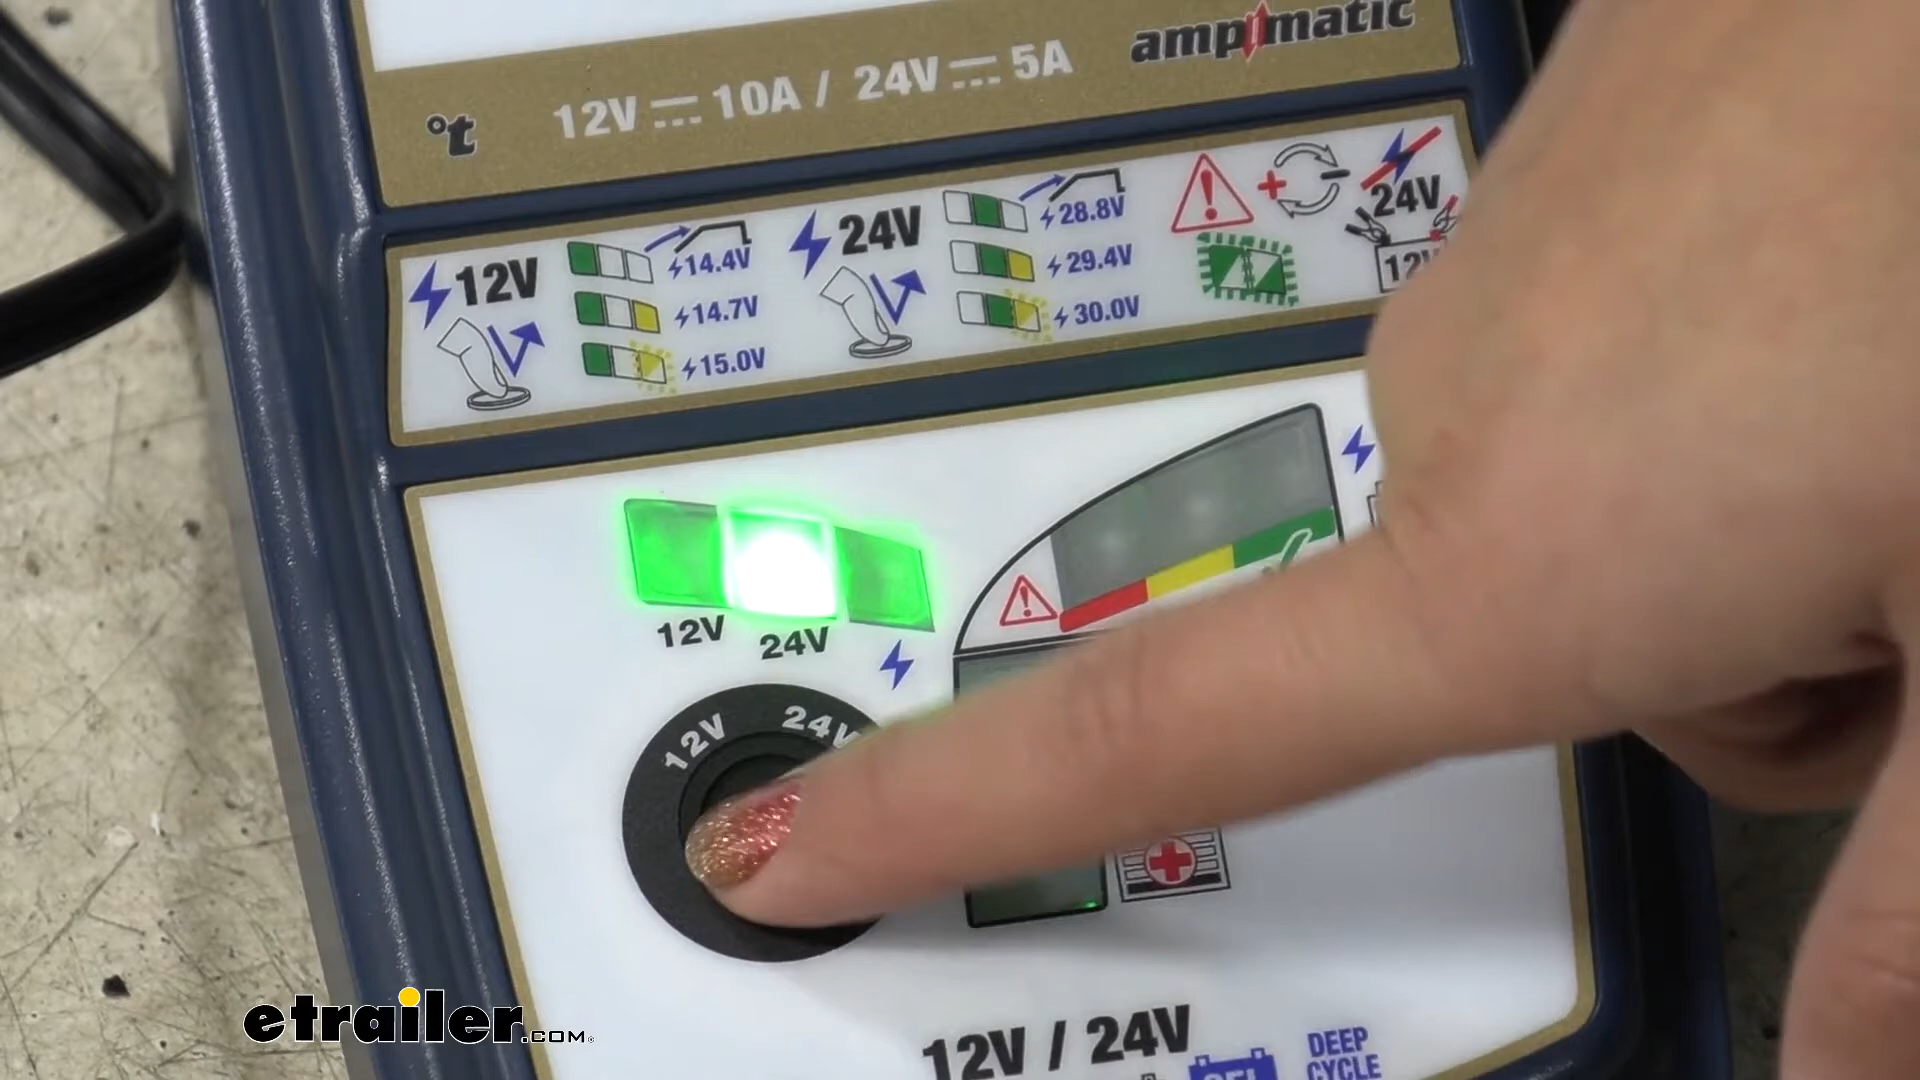 ampmatic
°t
12V 10A / 24V 5A
12V
14.4V
14.7V
15.0V
24V
28.8V
29.4V
30.0V
24V
12V
12V
24V
12V 24V
12V / 24V
GEL
DEEP
CYCLE
etrailer.COM